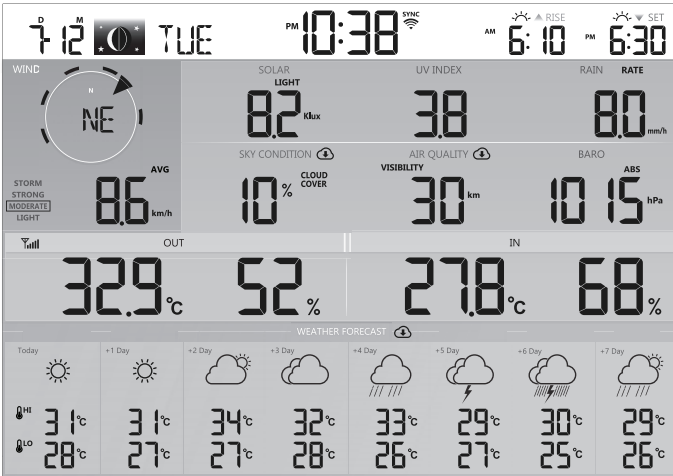 D M
7-12 TUE PM 10:38 SYNC AM 6:10 RISE PM 6:30 SET
WIND
N
NE
STORM
STRONG
MODERATE
LIGHT
AVG
8.6 km/h
SOLAR
LIGHT
8.2 Klux
UV INDEX
3.8
RAIN RATE
8.0 mm/h
SKY CONDITION
10 % CLOUD
COVER
AIR QUALITY
VISIBILITY
30 km
BARO
ABS
1015 hPa
OUT
32.9 °C 52 %
IN
27.8 °C 68 %
WEATHER FORECAST
Today +1 Day +2 Day +3 Day +4 Day +5 Day +6 Day +7 Day
HI 31 °C 31 °C 34 °C 32 °C 33 °C 29 °C 30 °C 29 °C
LO 28 °C 27 °C 27 °C 28 °C 26 °C 27 °C 25 °C 26 °C